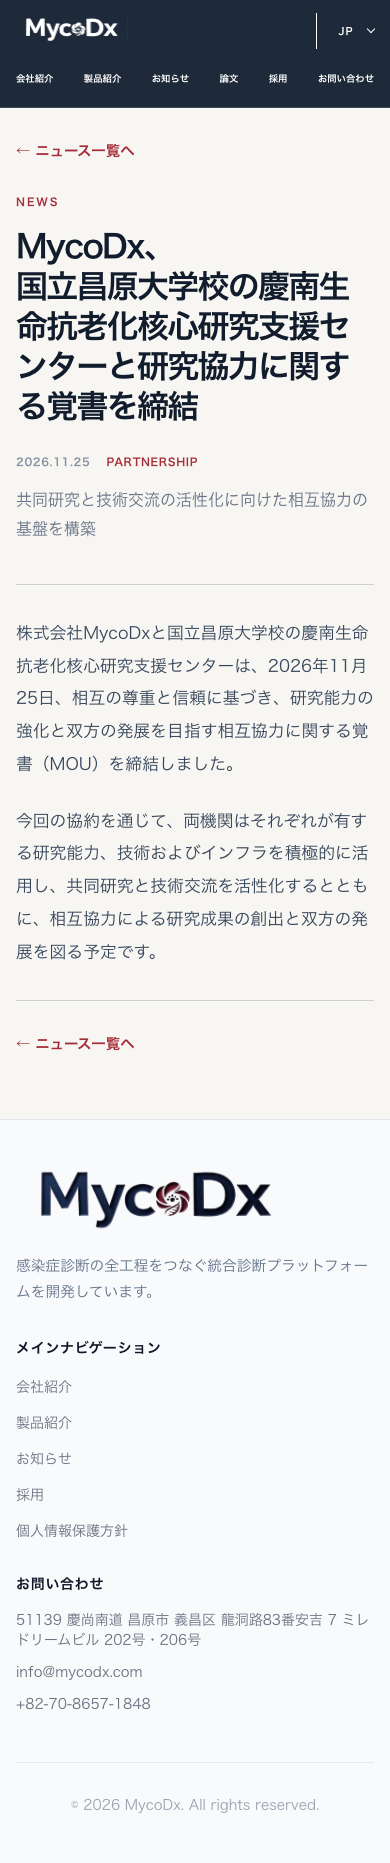 MycoDx
JP
会社紹介 製品紹介 お知らせ 論文 採用 お問い合わせ
← ニュース一覧へ
NEWS
MycoDx、
国立昌原大学校の慶南生
命抗老化核心研究支援セ
ンターと研究協力に関す
る覚書を締結
2026.11.25 PARTNERSHIP
共同研究と技術交流の活性化に向けた相互協力の
基盤を構築
株式会社MycoDxと国立昌原大学校の慶南生命
抗老化核心研究支援センターは、2026年11月
25日、相互の尊重と信頼に基づき、研究能力の
強化と双方の発展を目指す相互協力に関する覚
書（MOU）を締結しました。
今回の協約を通じて、両機関はそれぞれが有す
る研究能力、技術およびインフラを積極的に活
用し、共同研究と技術交流を活性化するととも
に、相互協力による研究成果の創出と双方の発
展を図る予定です。
← ニュース一覧へ
MycoDx
感染症診断の全工程をつなぐ統合診断プラットフォー
ムを開発しています。
メインナビゲーション
会社紹介
製品紹介
お知らせ
採用
個人情報保護方針
お問い合わせ
51139 慶尚南道 昌原市 義昌区 龍洞路83番安吉 7 ミレ
ドリームビル 202号・206号
info@mycodx.com
+82-70-8657-1848
© 2026 MycoDx. All rights reserved.